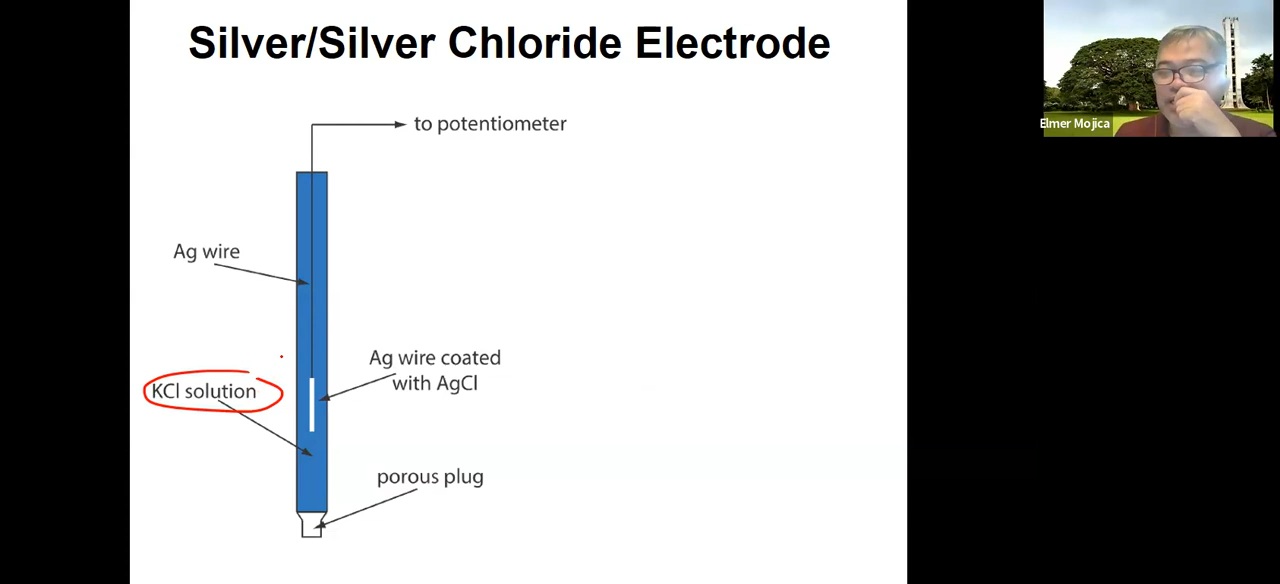 Silver/Silver Chloride Electrode
Elmer Mojica
to potentiometer
Ag wire
Ag wire coated
with AgCl
KCl solution
porous plug